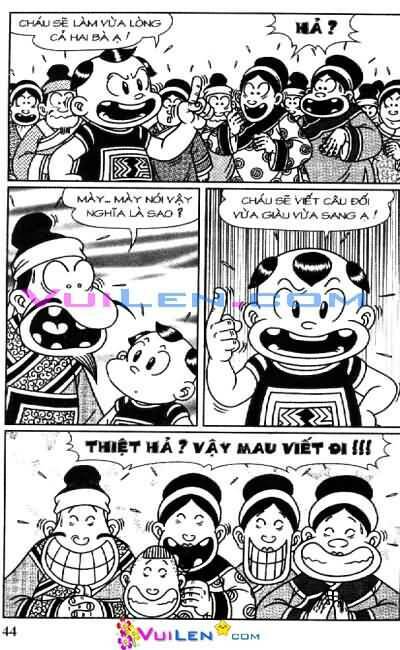 CHÁU SẼ LÀM VỪA LÒNG
CẢ HAI BÀ Ạ!
HẢ?
MÀY... MÀY NÓI VẬY
NGHĨA LÀ SAO?
CHÁU SẼ VIẾT CÂU ĐỐI
VỪA GIÀU VỪA SANG Ạ!
VUILEN.COM
THIỆT HẢ? VẬY MAU VIẾT ĐI!!!
44
VUILEN.COM